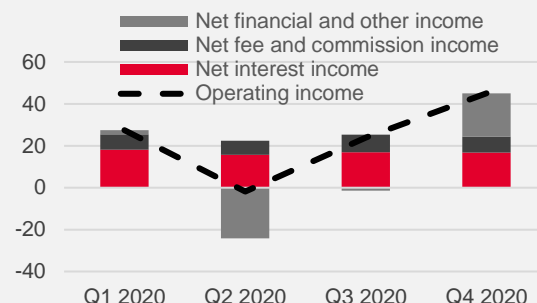 Net financial and other income
Net fee and commission income
Net interest income
Operating income
60
40
20
0
-20
-40
Q1 2020 Q2 2020 Q3 2020 Q4 2020